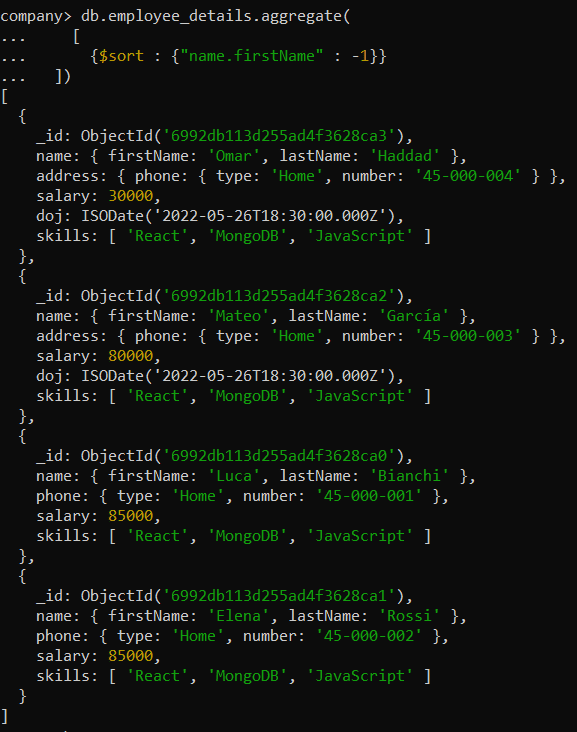 company> db.employee_details.aggregate(
...     [
...       {$sort : {"name.firstName" : -1}}
...   ])
[
  {
    _id: ObjectId('6992db113d255ad4f3628ca3'),
    name: { firstName: 'Omar', lastName: 'Haddad' },
    address: { phone: { type: 'Home', number: '45-000-004' } },
    salary: 30000,
    doj: ISODate('2022-05-26T18:30:00.000Z'),
    skills: [ 'React', 'MongoDB', 'JavaScript' ]
  },
  {
    _id: ObjectId('6992db113d255ad4f3628ca2'),
    name: { firstName: 'Mateo', lastName: 'García' },
    address: { phone: { type: 'Home', number: '45-000-003' } },
    salary: 80000,
    doj: ISODate('2022-05-26T18:30:00.000Z'),
    skills: [ 'React', 'MongoDB', 'JavaScript' ]
  },
  {
    _id: ObjectId('6992db113d255ad4f3628ca0'),
    name: { firstName: 'Luca', lastName: 'Bianchi' },
    phone: { type: 'Home', number: '45-000-001' },
    salary: 85000,
    skills: [ 'React', 'MongoDB', 'JavaScript' ]
  },
  {
    _id: ObjectId('6992db113d255ad4f3628ca1'),
    name: { firstName: 'Elena', lastName: 'Rossi' },
    phone: { type: 'Home', number: '45-000-002' },
    salary: 85000,
    skills: [ 'React', 'MongoDB', 'JavaScript' ]
  }
]